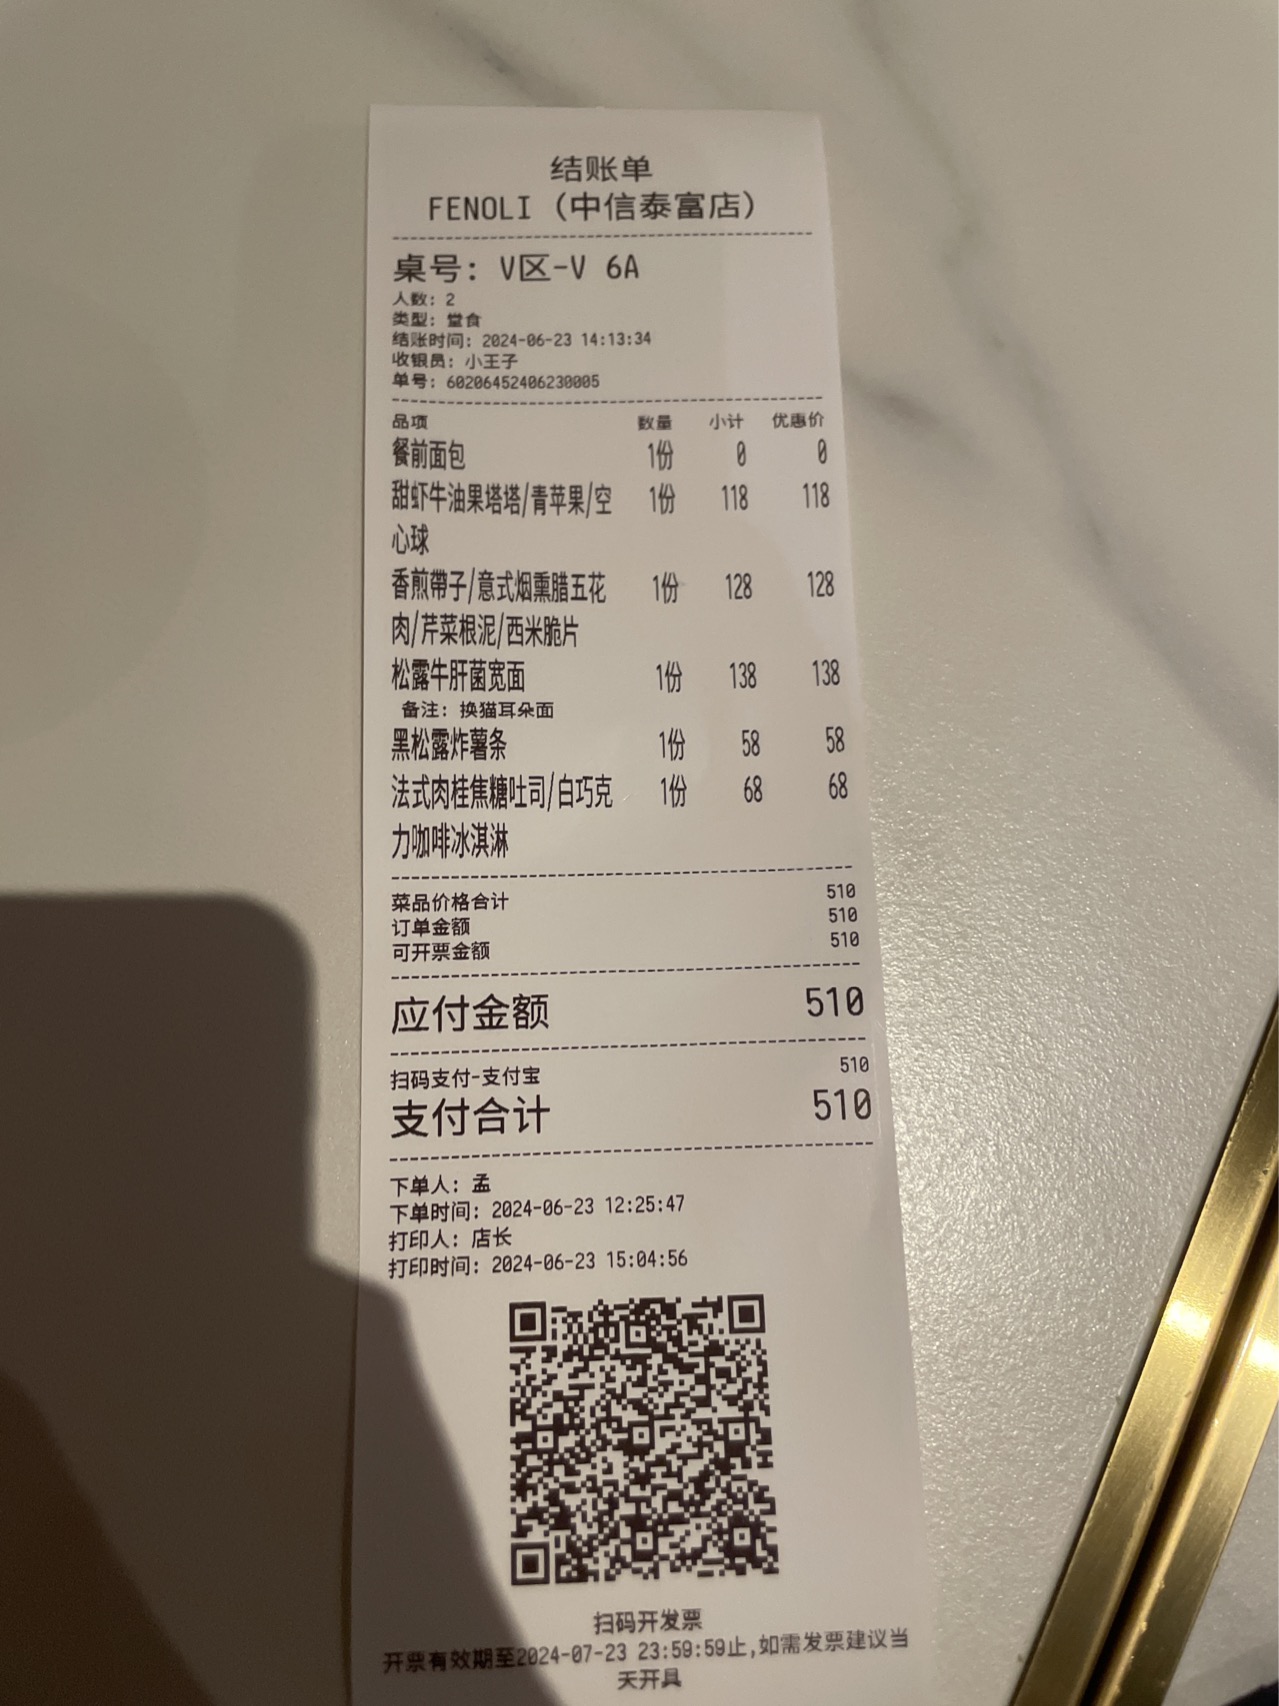 结账单
FENOLI (中信泰富店)
桌号: V区-V 6A
人数: 2
类型: 堂食
结账时间: 2024-06-23 14:13:34
收银员: 小王子
单号: 60206452406230005
品项 数量 小计 优惠价
餐前面包 1份 0 0
甜虾牛油果塔塔/青苹果/空 1份 118 118
心球
香煎帶子/意式烟熏腊五花 1份 128 128
肉/芹菜根泥/西米脆片
松露牛肝菌宽面 1份 138 138
备注: 换猫耳朵面
黑松露炸薯条 1份 58 58
法式肉桂焦糖吐司/白巧克 1份 68 68
力咖啡冰淇淋
菜品价格合计 510
订单金额 510
可开票金额 510
应付金额 510
扫码支付-支付宝 510
支付合计 510
下单人: 孟
下单时间: 2024-06-23 12:25:47
打印人: 店长
打印时间: 2024-06-23 15:04:56
扫码开发票
开票有效期至2024-07-23 23:59:59止,如需发票建议当
天开具